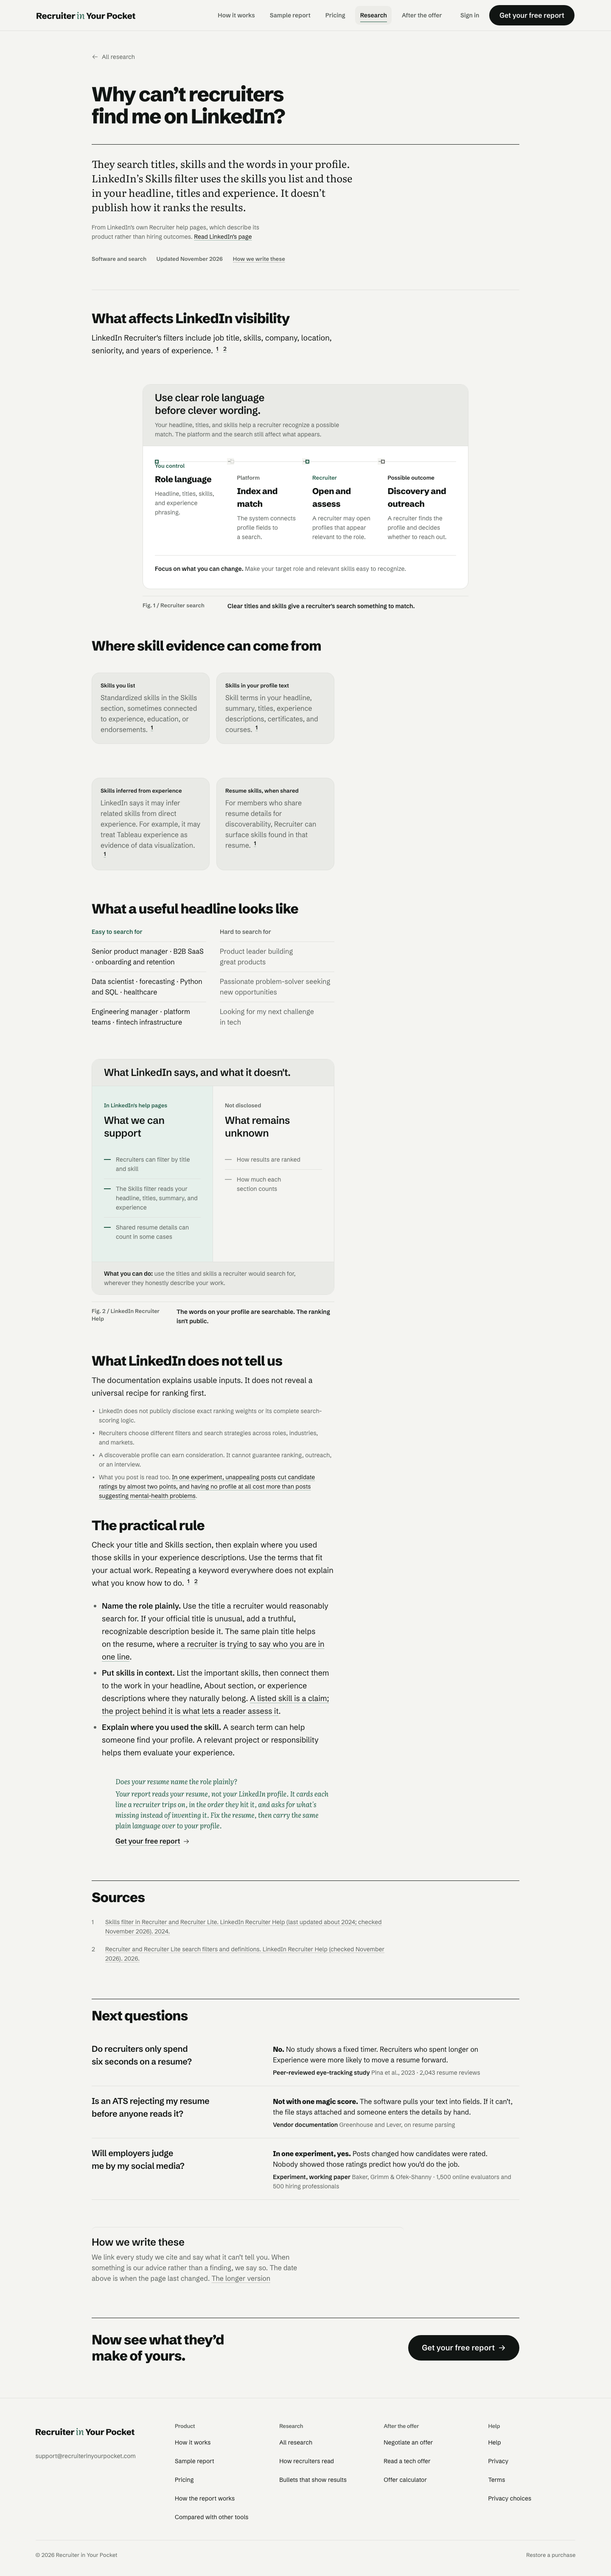 Recruiter in Your Pocket
How it works
Sample report
Pricing
Research
After the offer
Sign in
Get your free report
← All research
Why can't recruiters
find me on LinkedIn?
They search titles, skills and the words in your profile.
LinkedIn's Skills filter uses the skills you list and those
in your headline, titles and experience. It doesn't
publish how it ranks the results.
From LinkedIn's own Recruiter help pages, which describe its
product rather than hiring outcomes. Read LinkedIn's page
Software and search
Updated November 2026
How we write these
What affects LinkedIn visibility
LinkedIn Recruiter's filters include job title, skills, company, location,
seniority, and years of experience. 1 2
Use clear role language
before clever wording.
Your headline, titles, and skills help a recruiter recognize a possible
match. The platform and the search still affect what appears.
You control
Role language
Headline, titles, skills,
and experience
phrasing.
Platform
Index and
match
The system connects
profile fields to
a search.
Recruiter
Open and
assess
A recruiter may open
profiles that appear
relevant to the role.
Possible outcome
Discovery and
outreach
A recruiter finds the
profile and decides
whether to reach out.
Focus on what you can change. Make your target role and relevant skills easy to recognize.
Fig. 1 / Recruiter search
Clear titles and skills give a recruiter's search something to match.
Where skill evidence can come from
Skills you list
Standardized skills in the Skills
section, sometimes connected
to experience, education, or
endorsements. 1
Skills in your profile text
Skill terms in your headline,
summary, titles, experience
descriptions, certificates, and
courses. 1
Skills inferred from experience
LinkedIn says it may infer
related skills from direct
experience. For example, it may
treat Tableau experience as
evidence of data visualization.
1
Resume skills, when shared
For members who share
resume details for
discoverability, Recruiter can
surface skills found in that
resume. 1
What a useful headline looks like
Easy to search for
Hard to search for
Senior product manager · B2B SaaS
· onboarding and retention
Product leader building
great products
Data scientist · forecasting · Python
and SQL · healthcare
Passionate problem-solver seeking
new opportunities
Engineering manager · platform
teams · fintech infrastructure
Looking for my next challenge
in tech
What LinkedIn says, and what it doesn't.
In LinkedIn's help pages
What we can
support
— Recruiters can filter by title
and skill
— The Skills filter reads your
headline, titles, summary, and
experience
— Shared resume details can
count in some cases
Not disclosed
What remains
unknown
— How results are ranked
— How much each
section counts
What you can do: use the titles and skills a recruiter would search for,
wherever they honestly describe your work.
Fig. 2 / LinkedIn Recruiter
Help
The words on your profile are searchable. The ranking
isn't public.
What LinkedIn does not tell us
The documentation explains usable inputs. It does not reveal a
universal recipe for ranking first.
• LinkedIn does not publicly disclose exact ranking weights or its complete search-
scoring logic.
• Recruiters choose different filters and search strategies across roles, industries,
and markets.
• A discoverable profile can earn consideration. It cannot guarantee ranking, outreach,
or an interview.
• What you post is read too. In one experiment, unappealing posts cut candidate
ratings by almost two points, and having no profile at all cost more than posts
suggesting mental-health problems.
The practical rule
Check your title and Skills section, then explain where you used
those skills in your experience descriptions. Use the terms that fit
your actual work. Repeating a keyword everywhere does not explain
what you know how to do. 1 2
• Name the role plainly. Use the title a recruiter would reasonably
search for. If your official title is unusual, add a truthful,
recognizable description beside it. The same plain title helps
on the resume, where a recruiter is trying to say who you are in
one line.
• Put skills in context. List the important skills, then connect them
to the work in your headline, About section, or experience
descriptions where they naturally belong. A listed skill is a claim;
the project behind it is what lets a reader assess it.
• Explain where you used the skill. A search term can help
someone find your profile. A relevant project or responsibility
helps them evaluate your experience.
Does your resume name the role plainly?
Your report reads your resume, not your LinkedIn profile. It cards each
line a recruiter trips on, in the order they hit it, and asks for what's
missing instead of inventing it. Fix the resume, then carry the same
plain language over to your profile.
Get your free report →
Sources
1 Skills filter in Recruiter and Recruiter Lite. LinkedIn Recruiter Help (last updated about 2024; checked
November 2026). 2024.
2 Recruiter and Recruiter Lite search filters and definitions. LinkedIn Recruiter Help (checked November
2026). 2026.
Next questions
Do recruiters only spend
six seconds on a resume?
No. No study shows a fixed timer. Recruiters who spent longer on
Experience were more likely to move a resume forward.
Peer-reviewed eye-tracking study Pina et al., 2023 · 2,043 resume reviews
Is an ATS rejecting my resume
before anyone reads it?
Not with one magic score. The software pulls your text into fields. If it can't,
the file stays attached and someone enters the details by hand.
Vendor documentation Greenhouse and Lever, on resume parsing
Will employers judge
me by my social media?
In one experiment, yes. Posts changed how candidates were rated.
Nobody showed those ratings predict how you'd do the job.
Experiment, working paper Baker, Grimm & Ofek-Shanny · 1,500 online evaluators and
500 hiring professionals
How we write these
We link every study we cite and say what it can't tell you. When
something is our advice rather than a finding, we say so. The date
above is when the page last changed. The longer version
Now see what they'd
make of yours.
Get your free report →
Recruiter in Your Pocket
support@recruiterinyourpocket.com
Product
How it works
Sample report
Pricing
How the report works
Compared with other tools
Research
All research
How recruiters read
Bullets that show results
After the offer
Negotiate an offer
Read a tech offer
Offer calculator
Help
Help
Privacy
Terms
Privacy choices
© 2026 Recruiter in Your Pocket
Restore a purchase